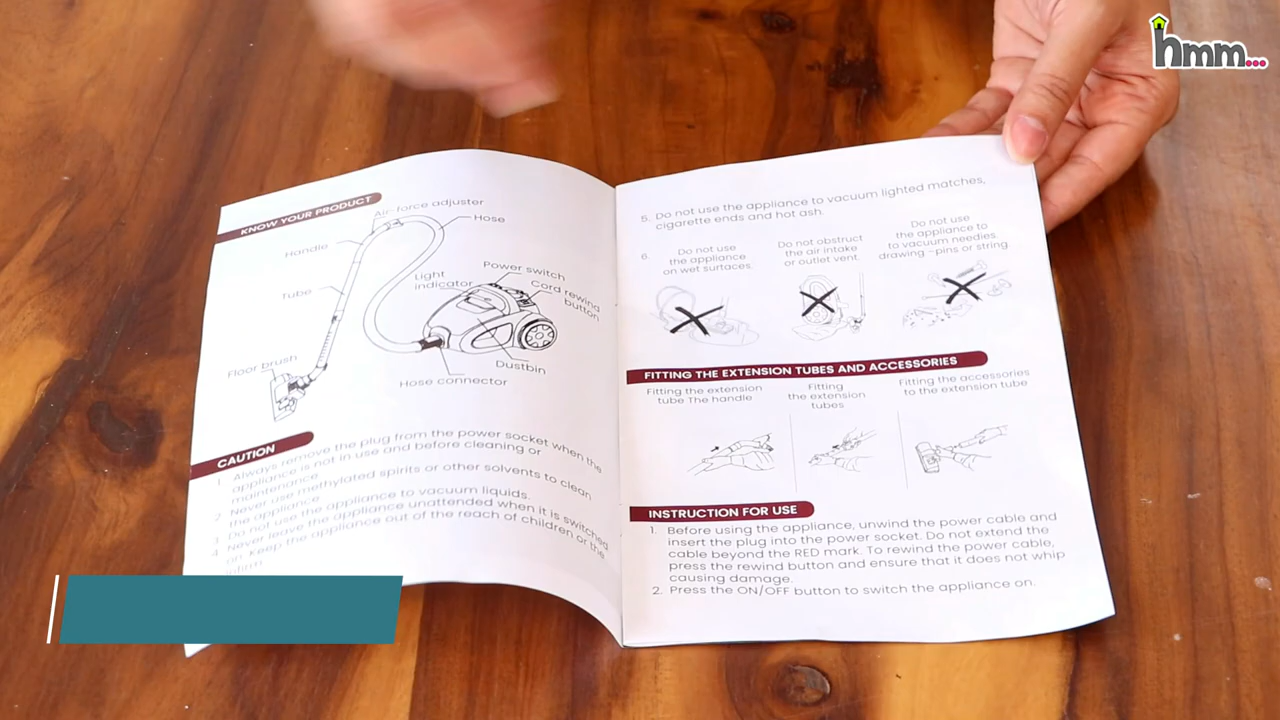 hmm...
KNOW YOUR PRODUCT
Air-force adjuster
Hose
Handle
Power switch
Light
indicator
Cord rewing
button
Tube
Floor brush
Dustbin
Hose connector
CAUTION
1. Always remove the plug from the power socket when the
appliance is not in use and before cleaning or
maintenance
2. Never use methylated spirits or other solvents to clean
the appliance
3. Do not use the appliance to vacuum liquids.
4. Never leave the appliance unattended when it is switched
on. Keep the appliance out of the reach of children or the
infirm
5. Do not use the appliance to vacuum lighted matches,
cigarette ends and hot ash.
6.
Do not use
the appliance
on wet surfaces.
Do not obstruct
the air intake
or outlet vent.
Do not use
the appliance to
to vacuum needles.
drawing -pins or string
FITTING THE EXTENSION TUBES AND ACCESSORIES
Fitting the extension
tube The handle
Fitting
the extension
tubes
Fitting the accessories
to the extension tube
INSTRUCTION FOR USE
1. Before using the appliance, unwind the power cable and
insert the plug into the power socket. Do not extend the
cable beyond the RED mark. To rewind the power cable,
press the rewind button and ensure that it does not whip
causing damage.
2. Press the ON/OFF button to switch the appliance on.